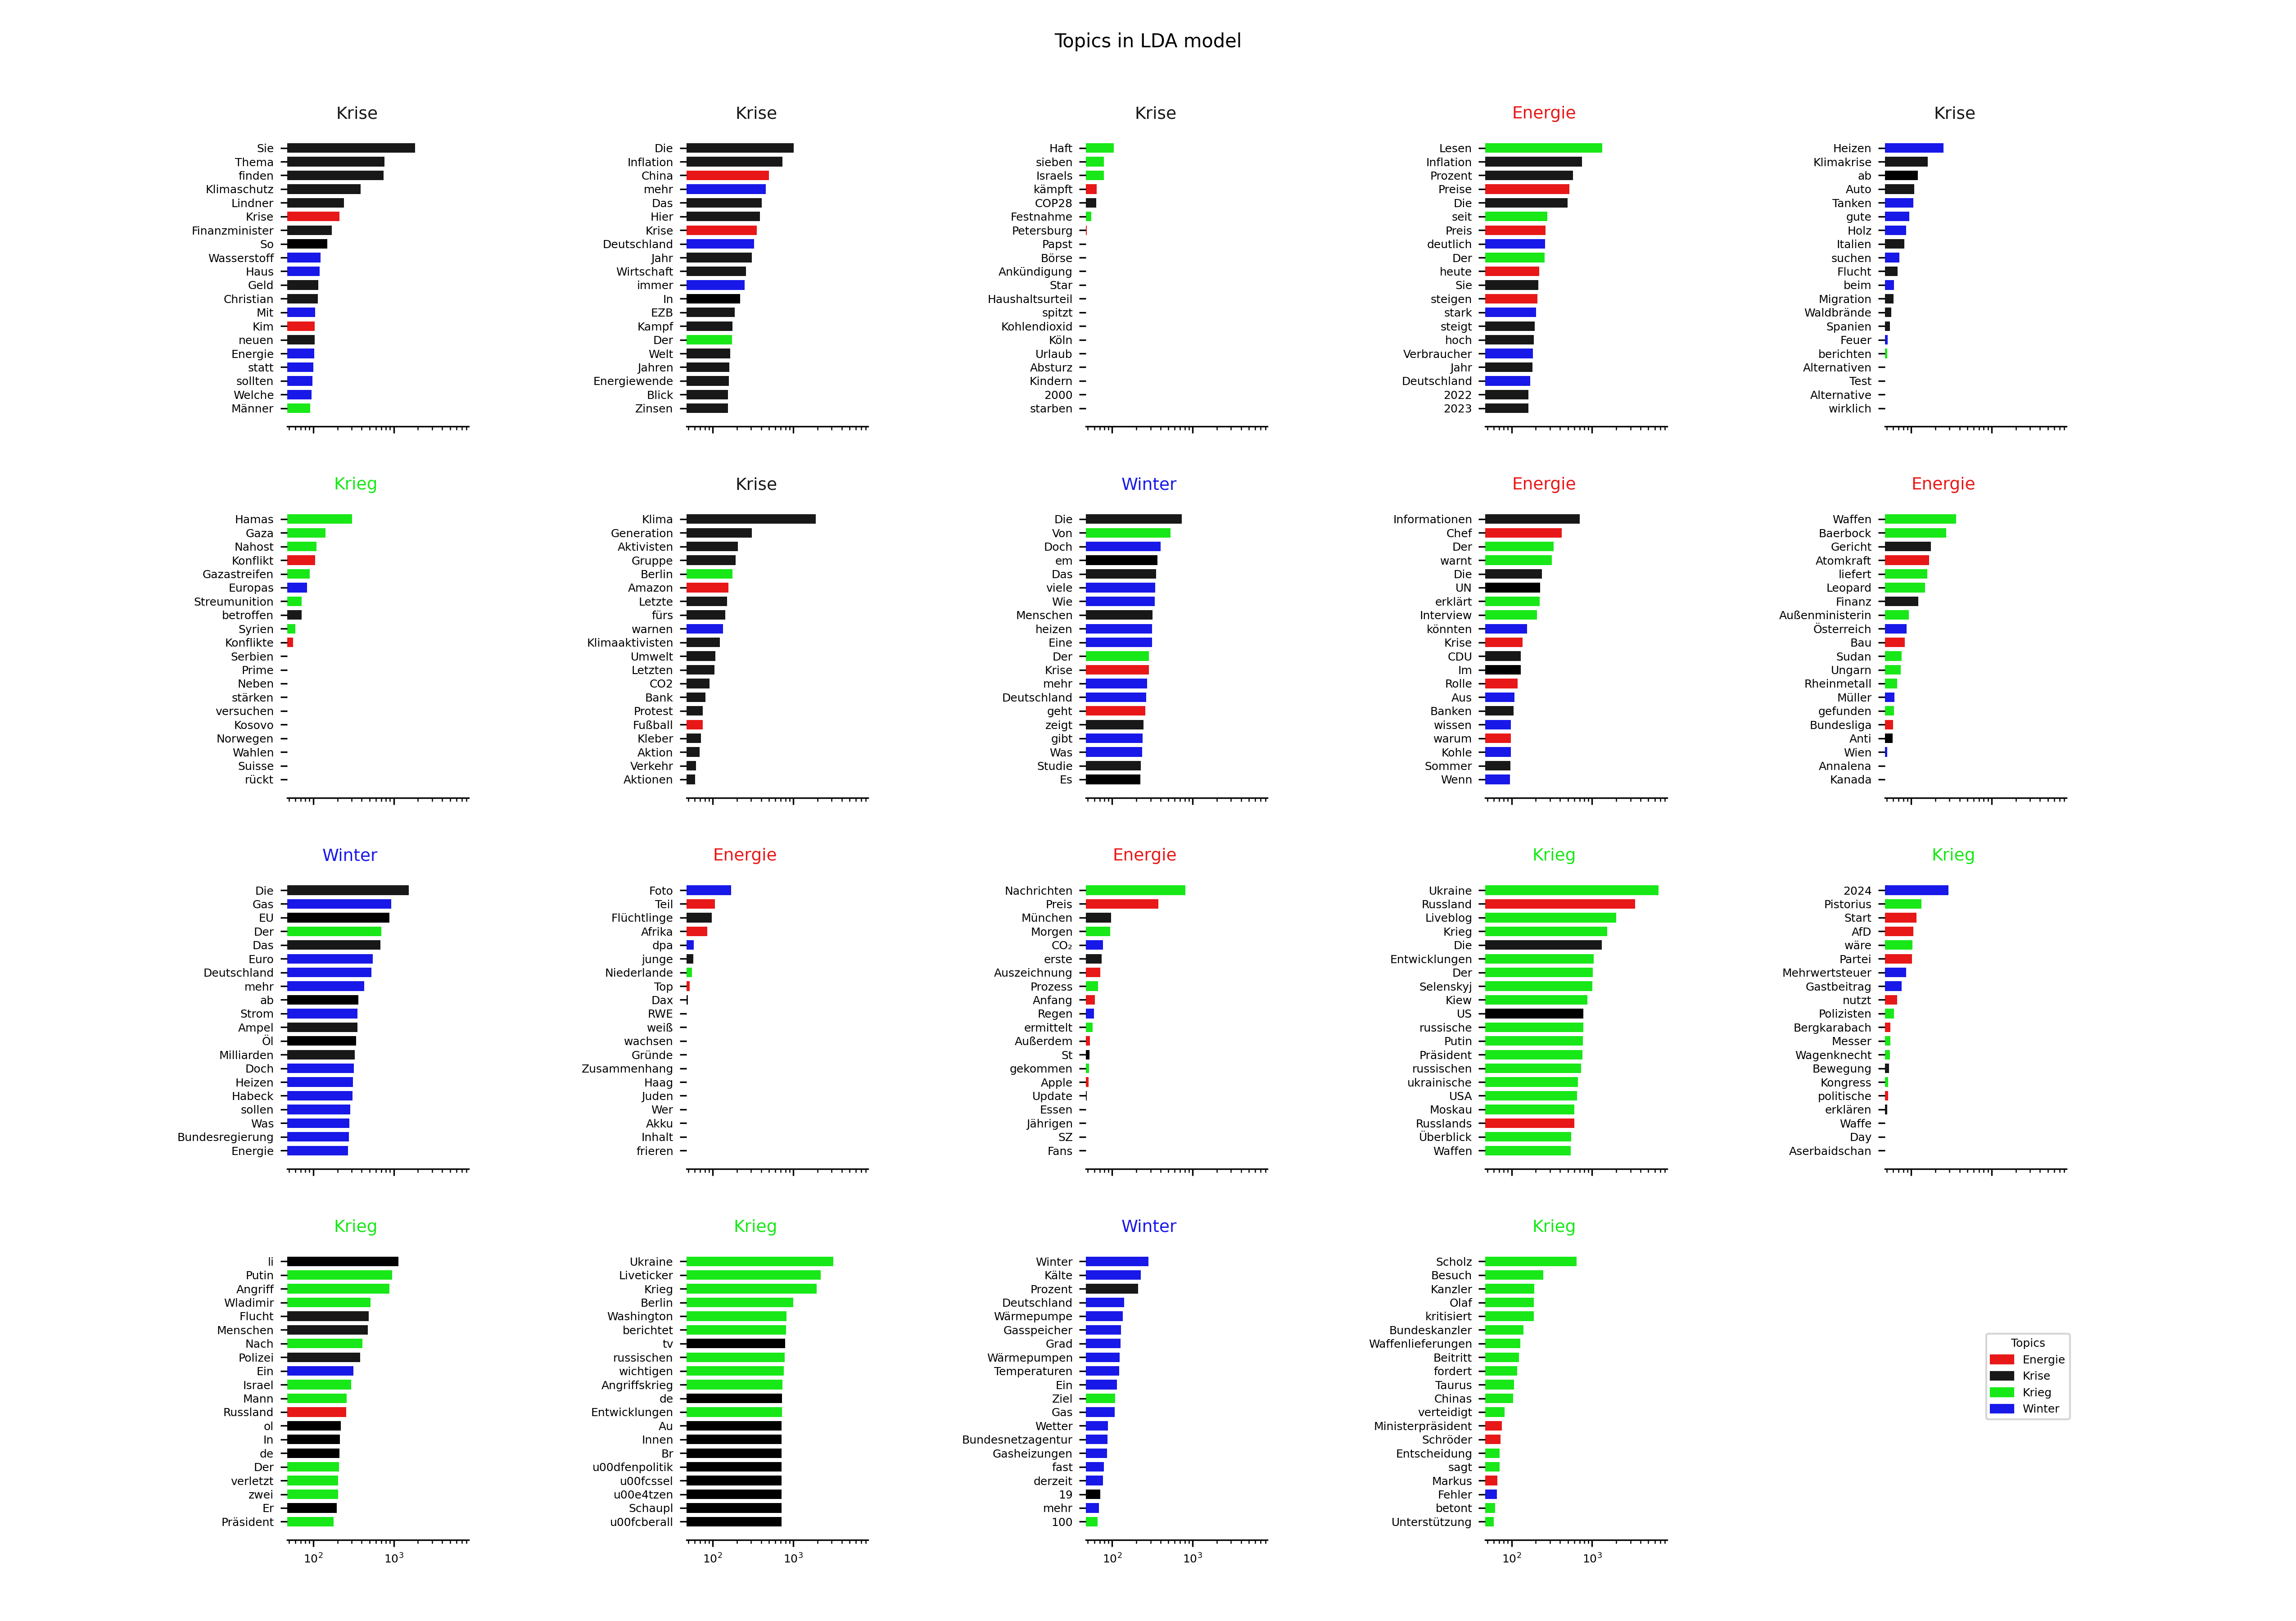 Topics in LDA model
Krise
Sie
Thema
finden
Klimaschutz
Lindner
Krise
Finanzminister
So
Wasserstoff
Haus
Geld
Christian
Mit
Kim
neuen
Energie
statt
sollten
Welche
Männer
Krise
Die
Inflation
China
mehr
Das
Hier
Krise
Deutschland
Jahr
Wirtschaft
immer
In
EZB
Kampf
Der
Welt
Jahren
Energiewende
Blick
Zinsen
Krise
Haft
sieben
Israels
kämpft
COP28
Festnahme
Petersburg
Papst
Börse
Ankündigung
Star
Haushaltsurteil
spitzt
Kohlendioxid
Köln
Urlaub
Absturz
Kindern
2000
starben
Energie
Lesen
Inflation
Prozent
Preise
Die
seit
Preis
deutlich
Der
heute
Sie
steigen
stark
steigt
hoch
Verbraucher
Jahr
Deutschland
2022
2023
Krise
Heizen
Klimakrise
ab
Auto
Tanken
gute
Holz
Italien
suchen
Flucht
beim
Migration
Waldbrände
Spanien
Feuer
berichten
Alternativen
Test
Alternative
wirklich
Krieg
Hamas
Gaza
Nahost
Konflikt
Gazastreifen
Europas
Streumunition
betroffen
Syrien
Konflikte
Serbien
Prime
Neben
stärken
versuchen
Kosovo
Norwegen
Wahlen
Suisse
rückt
Krise
Klima
Generation
Aktivisten
Gruppe
Berlin
Amazon
Letzte
fürs
warnen
Klimaaktivisten
Umwelt
Letzten
CO2
Bank
Protest
Fußball
Kleber
Aktion
Verkehr
Aktionen
Winter
Die
Von
Doch
em
Das
viele
Wie
Menschen
heizen
Eine
Der
Krise
mehr
Deutschland
geht
zeigt
gibt
Was
Studie
Es
Energie
Informationen
Chef
Der
warnt
Die
UN
erklärt
Interview
könnten
Krise
CDU
Im
Rolle
Aus
Banken
wissen
warum
Kohle
Sommer
Wenn
Energie
Waffen
Baerbock
Gericht
Atomkraft
liefert
Leopard
Finanz
Außenministerin
Österreich
Bau
Sudan
Ungarn
Rheinmetall
Müller
gefunden
Bundesliga
Anti
Wien
Annalena
Kanada
Winter
Die
Gas
EU
Der
Das
Euro
Deutschland
mehr
ab
Strom
Ampel
Öl
Milliarden
Doch
Heizen
Habeck
sollen
Was
Bundesregierung
Energie
Energie
Foto
Teil
Flüchtlinge
Afrika
dpa
junge
Niederlande
Top
Dax
RWE
weiß
wachsen
Gründe
Zusammenhang
Haag
Juden
Wer
Akku
Inhalt
frieren
Energie
Nachrichten
Preis
München
Morgen
CO₂
erste
Auszeichnung
Prozess
Anfang
Regen
ermittelt
Außerdem
St
gekommen
Apple
Update
Essen
Jährigen
SZ
Fans
Krieg
Ukraine
Russland
Liveblog
Krieg
Die
Entwicklungen
Der
Selenskyj
Kiew
US
russische
Putin
Präsident
russischen
ukrainische
USA
Moskau
Russlands
Überblick
Waffen
Krieg
2024
Pistorius
Start
AfD
wäre
Partei
Mehrwertsteuer
Gastbeitrag
nutzt
Polizisten
Bergkarabach
Messer
Wagenknecht
Bewegung
Kongress
politische
erklären
Waffe
Day
Aserbaidschan
Krieg
li
Putin
Angriff
Wladimir
Flucht
Menschen
Nach
Polizei
Ein
Israel
Mann
Russland
ol
In
de
Der
verletzt
zwei
Er
Präsident
10² 10³
Krieg
Ukraine
Liveticker
Krieg
Berlin
Washington
berichtet
tv
russischen
wichtigen
Angriffskrieg
de
Entwicklungen
Au
Innen
Br
u00dfenpolitik
u00fcssel
u00e4tzen
Schaupl
u00fcberall
10² 10³
Winter
Winter
Kälte
Prozent
Deutschland
Wärmepumpe
Gasspeicher
Grad
Wärmepumpen
Temperaturen
Ein
Ziel
Gas
Wetter
Bundesnetzagentur
Gasheizungen
fast
derzeit
19
mehr
100
10² 10³
Krieg
Scholz
Besuch
Kanzler
Olaf
kritisiert
Bundeskanzler
Waffenlieferungen
Beitritt
fordert
Taurus
Chinas
verteidigt
Ministerpräsident
Schröder
Entscheidung
sagt
Markus
Fehler
betont
Unterstützung
10² 10³
Topics
Energie
Krise
Krieg
Winter